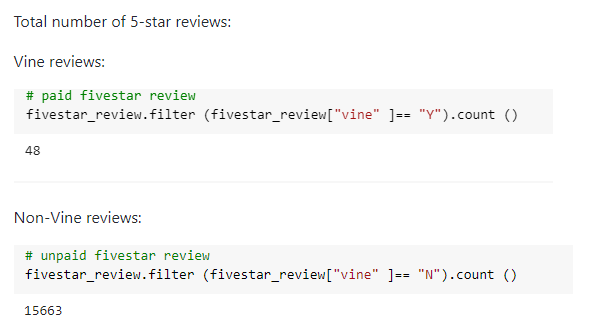 Total number of 5-star reviews:
Vine reviews:
# paid fivestar review
fivestar_review.filter (fivestar_review["vine" ]== "Y").count ()
48
Non-Vine reviews:
# unpaid fivestar review
fivestar_review.filter (fivestar_review["vine" ]== "N").count ()
15663